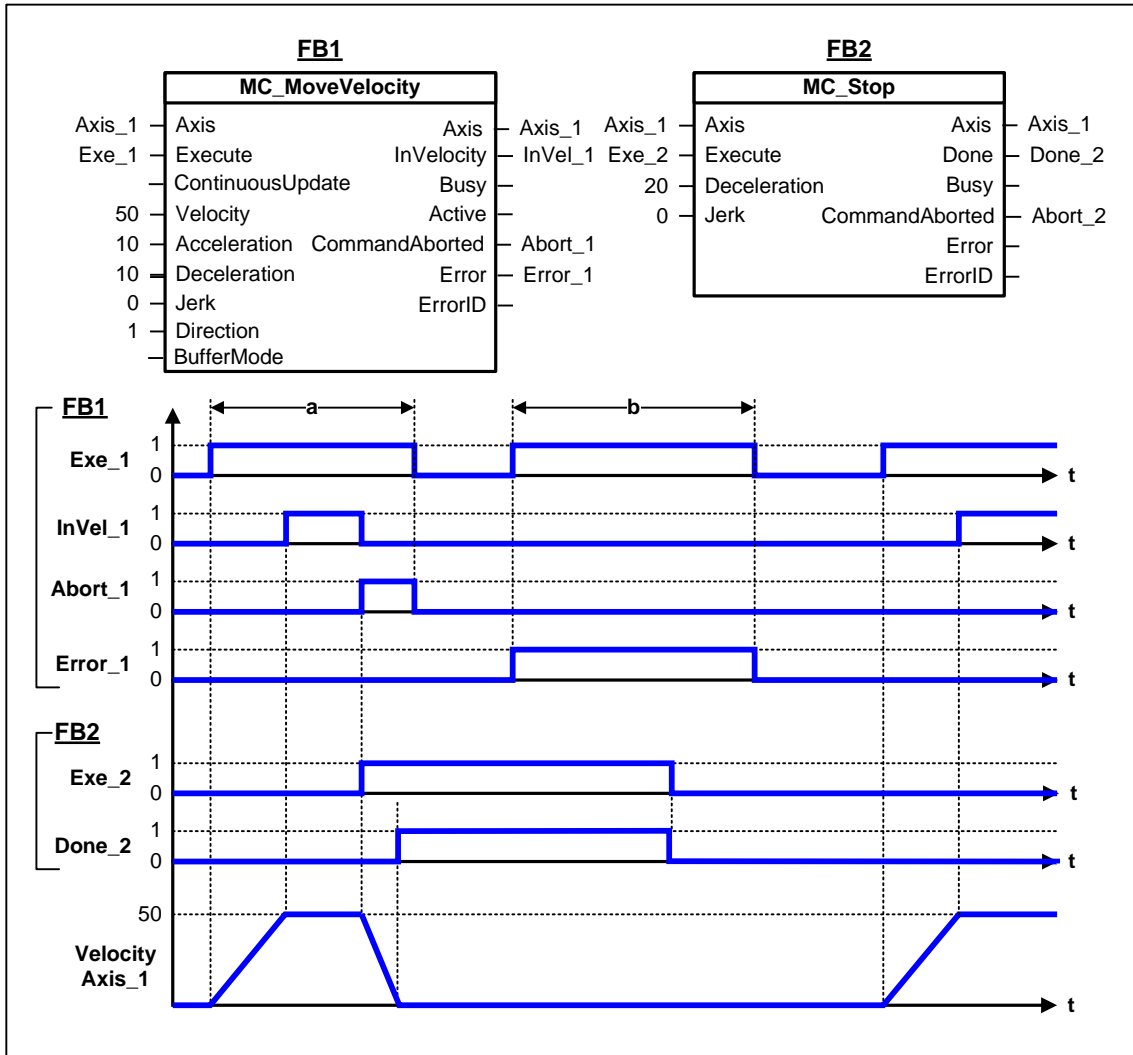 FB1
FB2
MC_MoveVelocity
MC_Stop
Axis_1 Axis Axis Axis_1
Exe_1 Execute InVelocity InVel_1
ContinuousUpdate Busy
50 Velocity Active
10 Acceleration CommandAborted Abort_1
10 Deceleration Error Error_1
0 Jerk ErrorID
1 Direction
BufferMode
Axis_1 Axis Axis Axis_1
Exe_2 Execute Done Done_2
20 Deceleration Busy
0 Jerk CommandAborted Abort_2
Error
ErrorID
FB1
a
b
Exe_1
1
0
t
InVel_1
1
0
t
Abort_1
1
0
t
Error_1
1
0
t
FB2
Exe_2
1
0
t
Done_2
1
0
t
50
Velocity
Axis_1
t